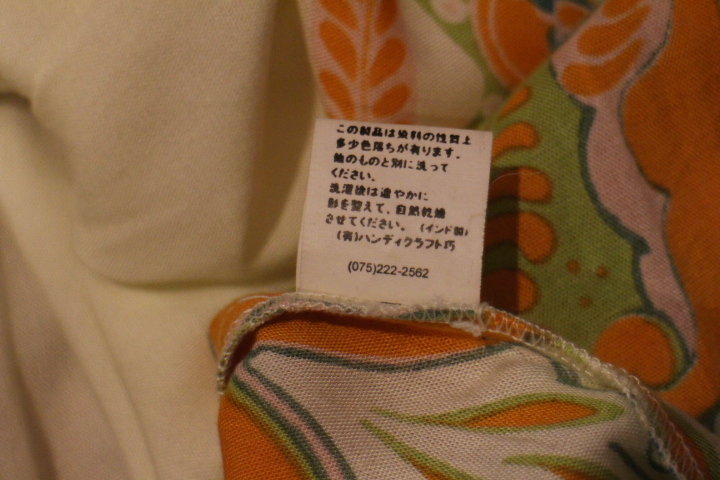 この製品は染料の性質上
多少色落ちが有ります。
他のものと別に洗って
ください。
洗濯後は速やかに
形を整えて、自然乾燥
させてください。 (インド製)
(有)ハンディクラフト巧
(075)222-2562